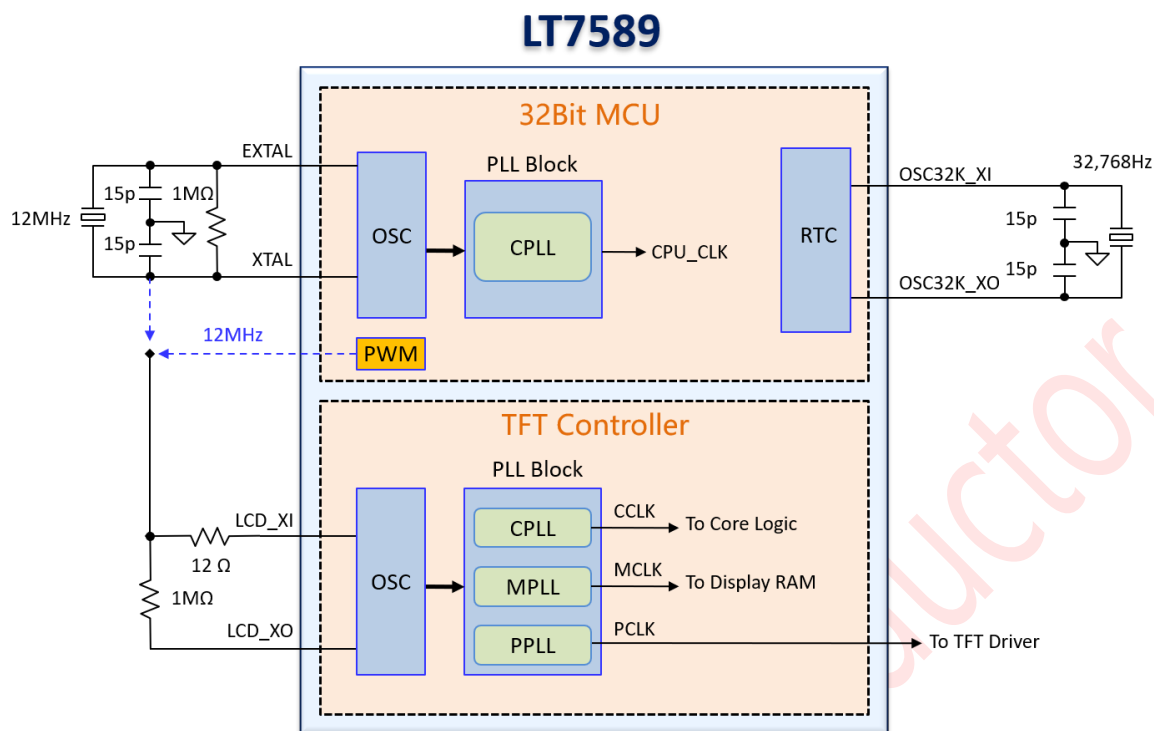 LT7589
32Bit MCU
EXTAL
PLL Block
32,768Hz
OSC32K_XI
15p
1MΩ
12MHz
OSC
CPLL
CPU_CLK
RTC
15p
15p
15p
XTAL
OSC32K_XO
12MHz
PWM
TFT Controller
PLL Block
LCD_XI
CPLL
CCLK
To Core Logic
12 Ω
OSC
MPLL
MCLK
To Display RAM
1MΩ
LCD_XO
PPLL
PCLK
To TFT Driver